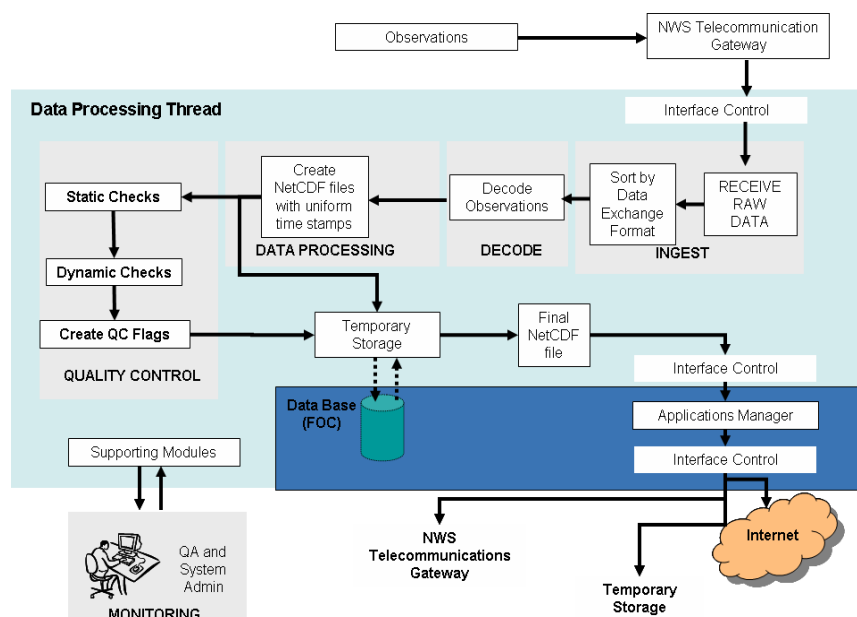 Observations
NWS Telecommunication
Gateway
Data Processing Thread
Interface Control
Static Checks
Dynamic Checks
Create QC Flags
QUALITY CONTROL
Create
NetCDF files
with uniform
time stamps
DATA PROCESSING
Decode
Observations
DECODE
Sort by
Data
Exchange
Format
RECEIVE
RAW
DATA
INGEST
Temporary
Storage
Final
NetCDF
file
Interface Control
Data Base
(FOC)
Applications Manager
Interface Control
Supporting Modules
QA and
System
Admin
MONITORING
NWS
Telecommunications
Gateway
Temporary
Storage
Internet